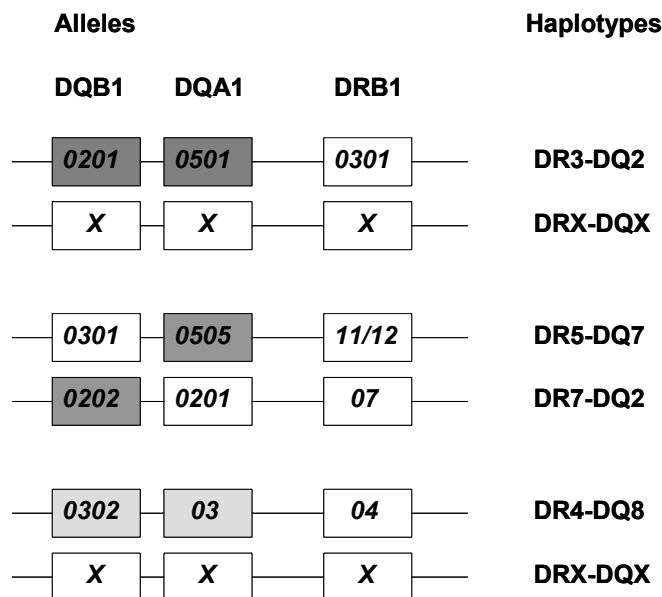 Alleles Haplotypes
DQB1 DQA1 DRB1
0201 0501 0301 DR3-DQ2
X X X DRX-DQX
0301 0505 11/12 DR5-DQ7
0202 0201 07 DR7-DQ2
0302 03 04 DR4-DQ8
X X X DRX-DQX